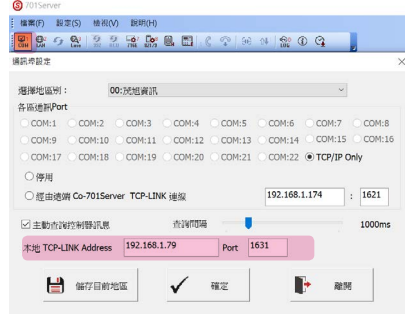 701Server
檔案(F) 設定(S) 檢視(V) 說明(H)
通訊埠設定
選擇地區別： 00:茂旭資訊
各區通訊Port
COM:1 COM:2 COM:3 COM:4 COM:5 COM:6 COM:7 COM:8
COM:9 COM:10 COM:11 COM:12 COM:13 COM:14 COM:15 COM:16
COM:17 COM:18 COM:19 COM:20 COM:21 COM:22 TCP/IP Only
停用
經由遠端 Co-701Server TCP-LINK 連線 192.168.1.174 : 1621
主動查詢控制器訊息 查詢間隔 1000ms
本地 TCP-LINK Address 192.168.1.79 Port 1631
儲存目前地區 確定 離開